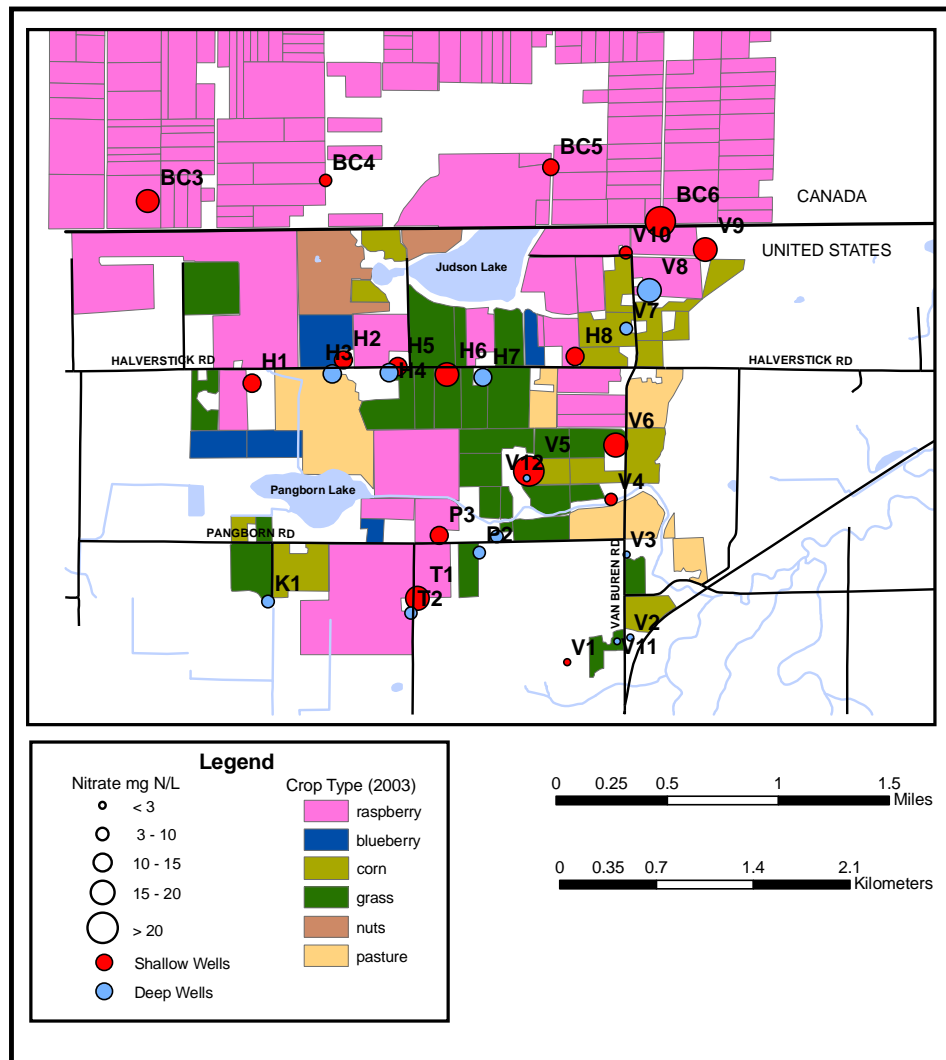 BC3
BC4
BC5
BC6
CANADA
UNITED STATES
V10
V9
Judson Lake
V8
V7
H2
H3
H5
H4
H6
H7
H8
H1
HALVERSTICK RD
HALVERSTICK RD
V6
V5
V12
V4
Pangborn Lake
PANGBORN RD
P3
P2
V3
VAN BUREN RD
K1
T1
T2
V2
V11
V1
Legend
Nitrate mg N/L
< 3
3 - 10
10 - 15
15 - 20
> 20
Shallow Wells
Deep Wells
Crop Type (2003)
raspberry
blueberry
corn
grass
nuts
pasture
0 0.5 1 1.5
Miles
0 0.35 0.7 1.4 2.1
Kilometers